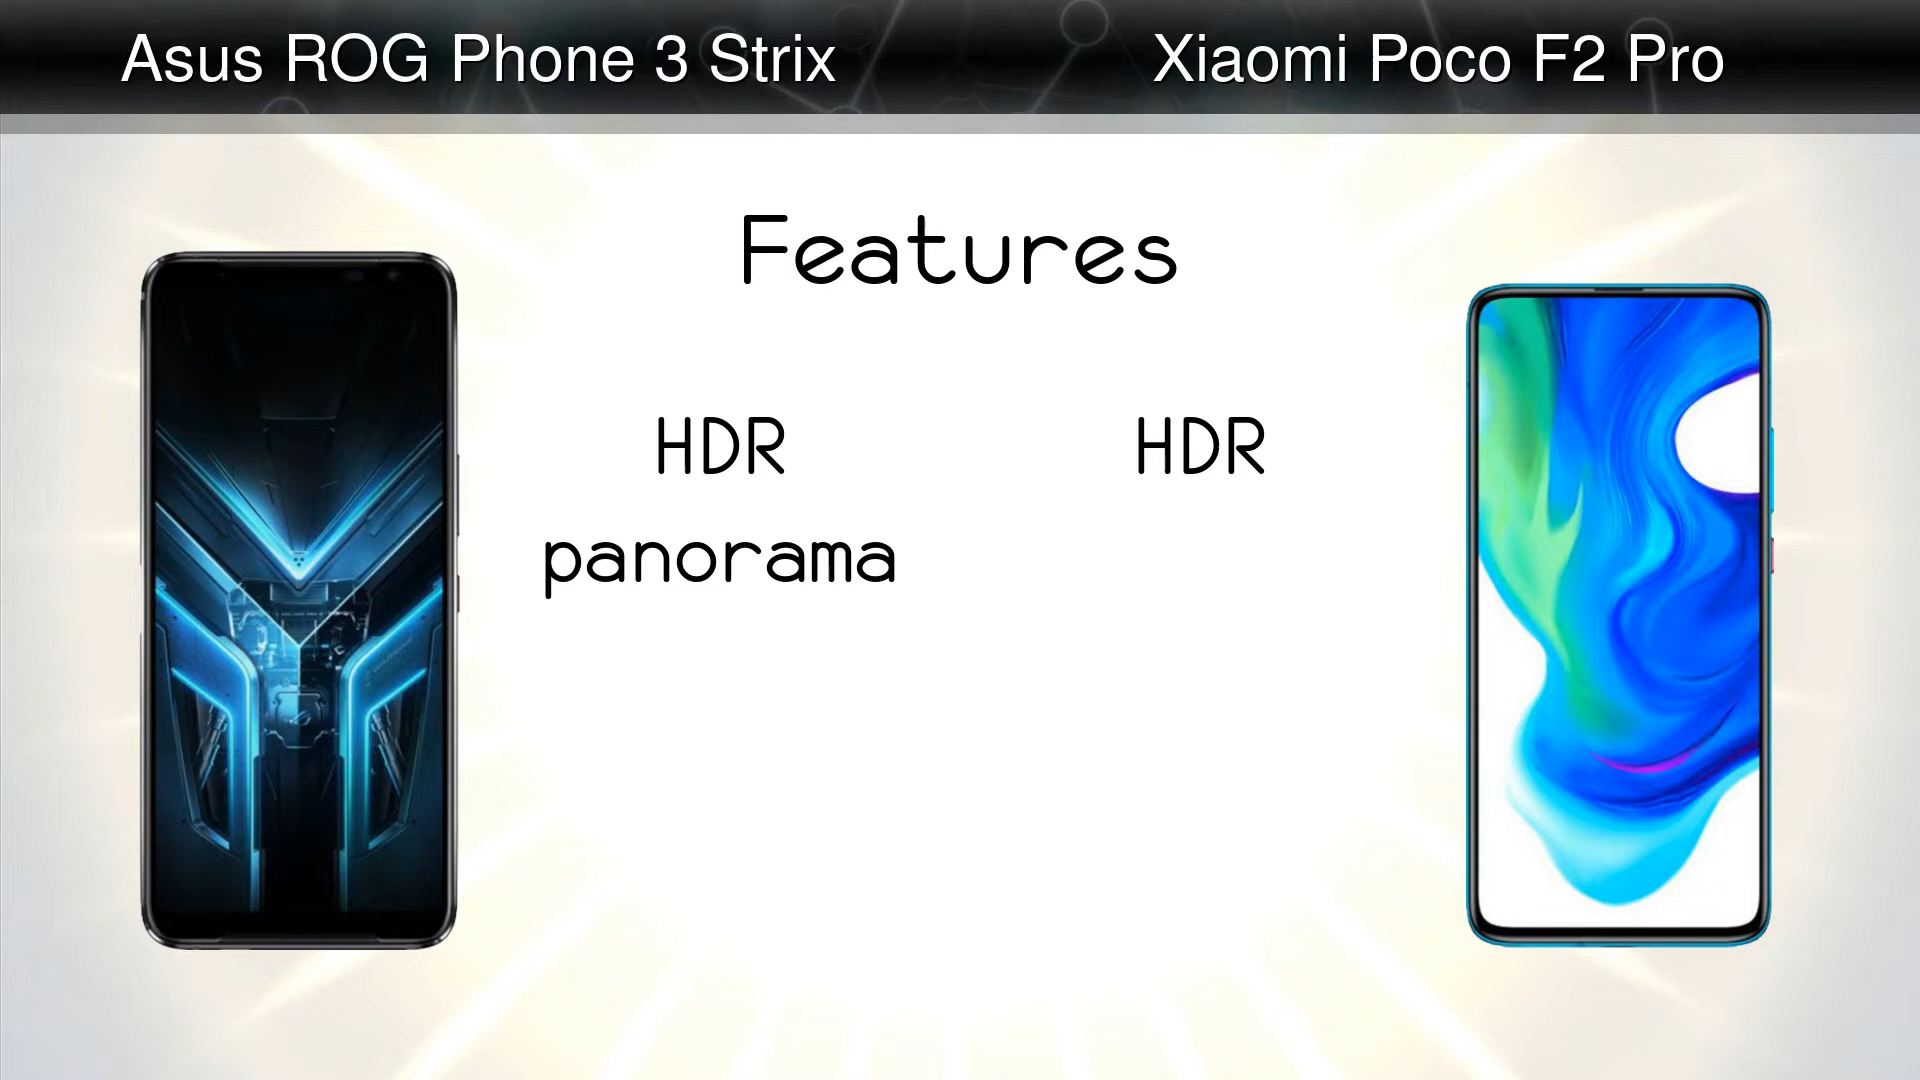 Asus ROG Phone 3 Strix
Xiaomi Poco F2 Pro
Features
HDR
panorama
HDR